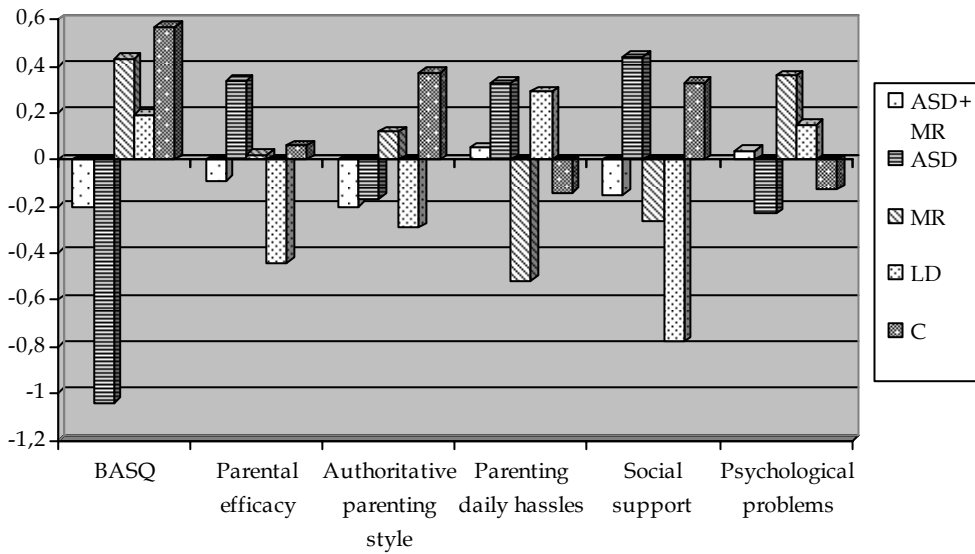 0,6
0,4
0,2
0
-0,2
-0,4
-0,6
-0,8
-1
-1,2
BASQ
Parental
efficacy
Authoritative
parenting
style
Parenting
daily hassles
Social
support
Psychological
problems
ASD+
MR
ASD
MR
LD
C